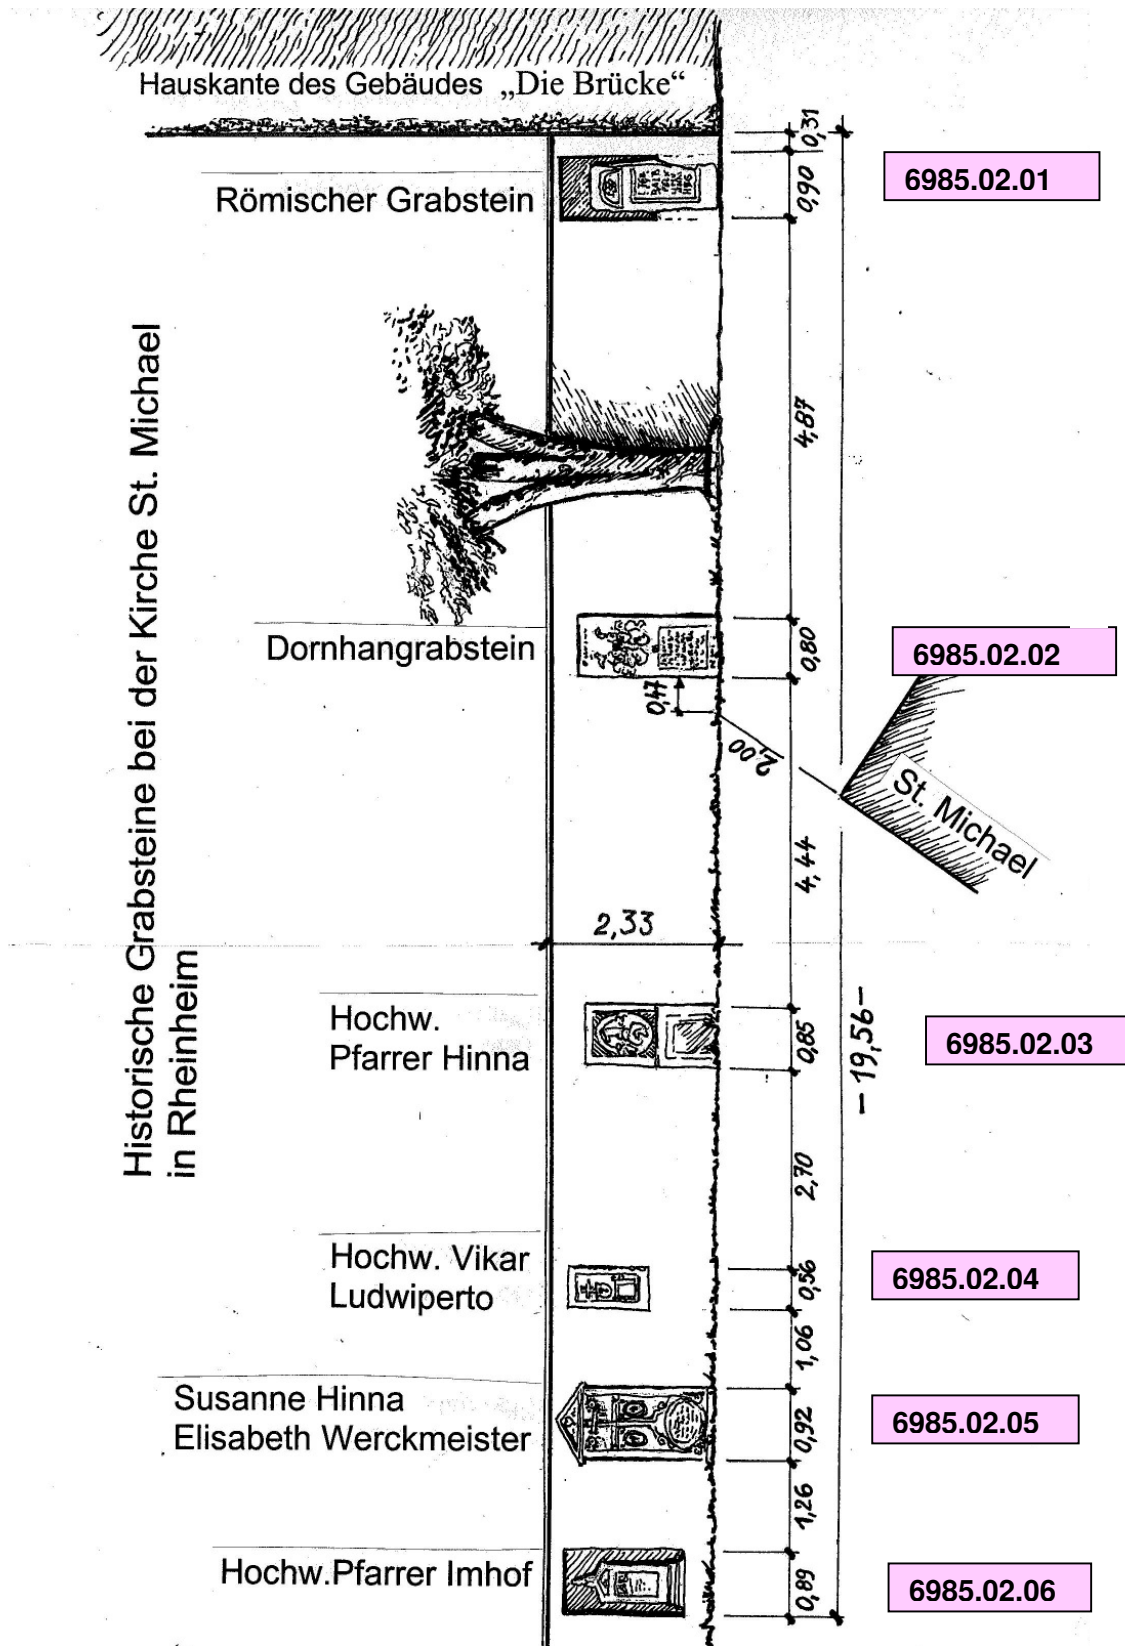 Hauskante des Gebäudes „Die Brücke“
0,31
Römischer Grabstein
0,90
6985.02.01
Historische Grabsteine bei der Kirche St. Michael
in Rheinheim
4,87
Dornhangrabstein
0,80
6985.02.02
0,47
2,00
St. Michael
4,44
2,33
Hochw.
Pfarrer Hinna
0,85
6985.02.03
– 19,56 –
2,70
Hochw. Vikar
Ludwiperto
0,56
6985.02.04
1,06
Susanne Hinna
Elisabeth Werckmeister
0,92
6985.02.05
1,26
Hochw.Pfarrer Imhof
0,89
6985.02.06